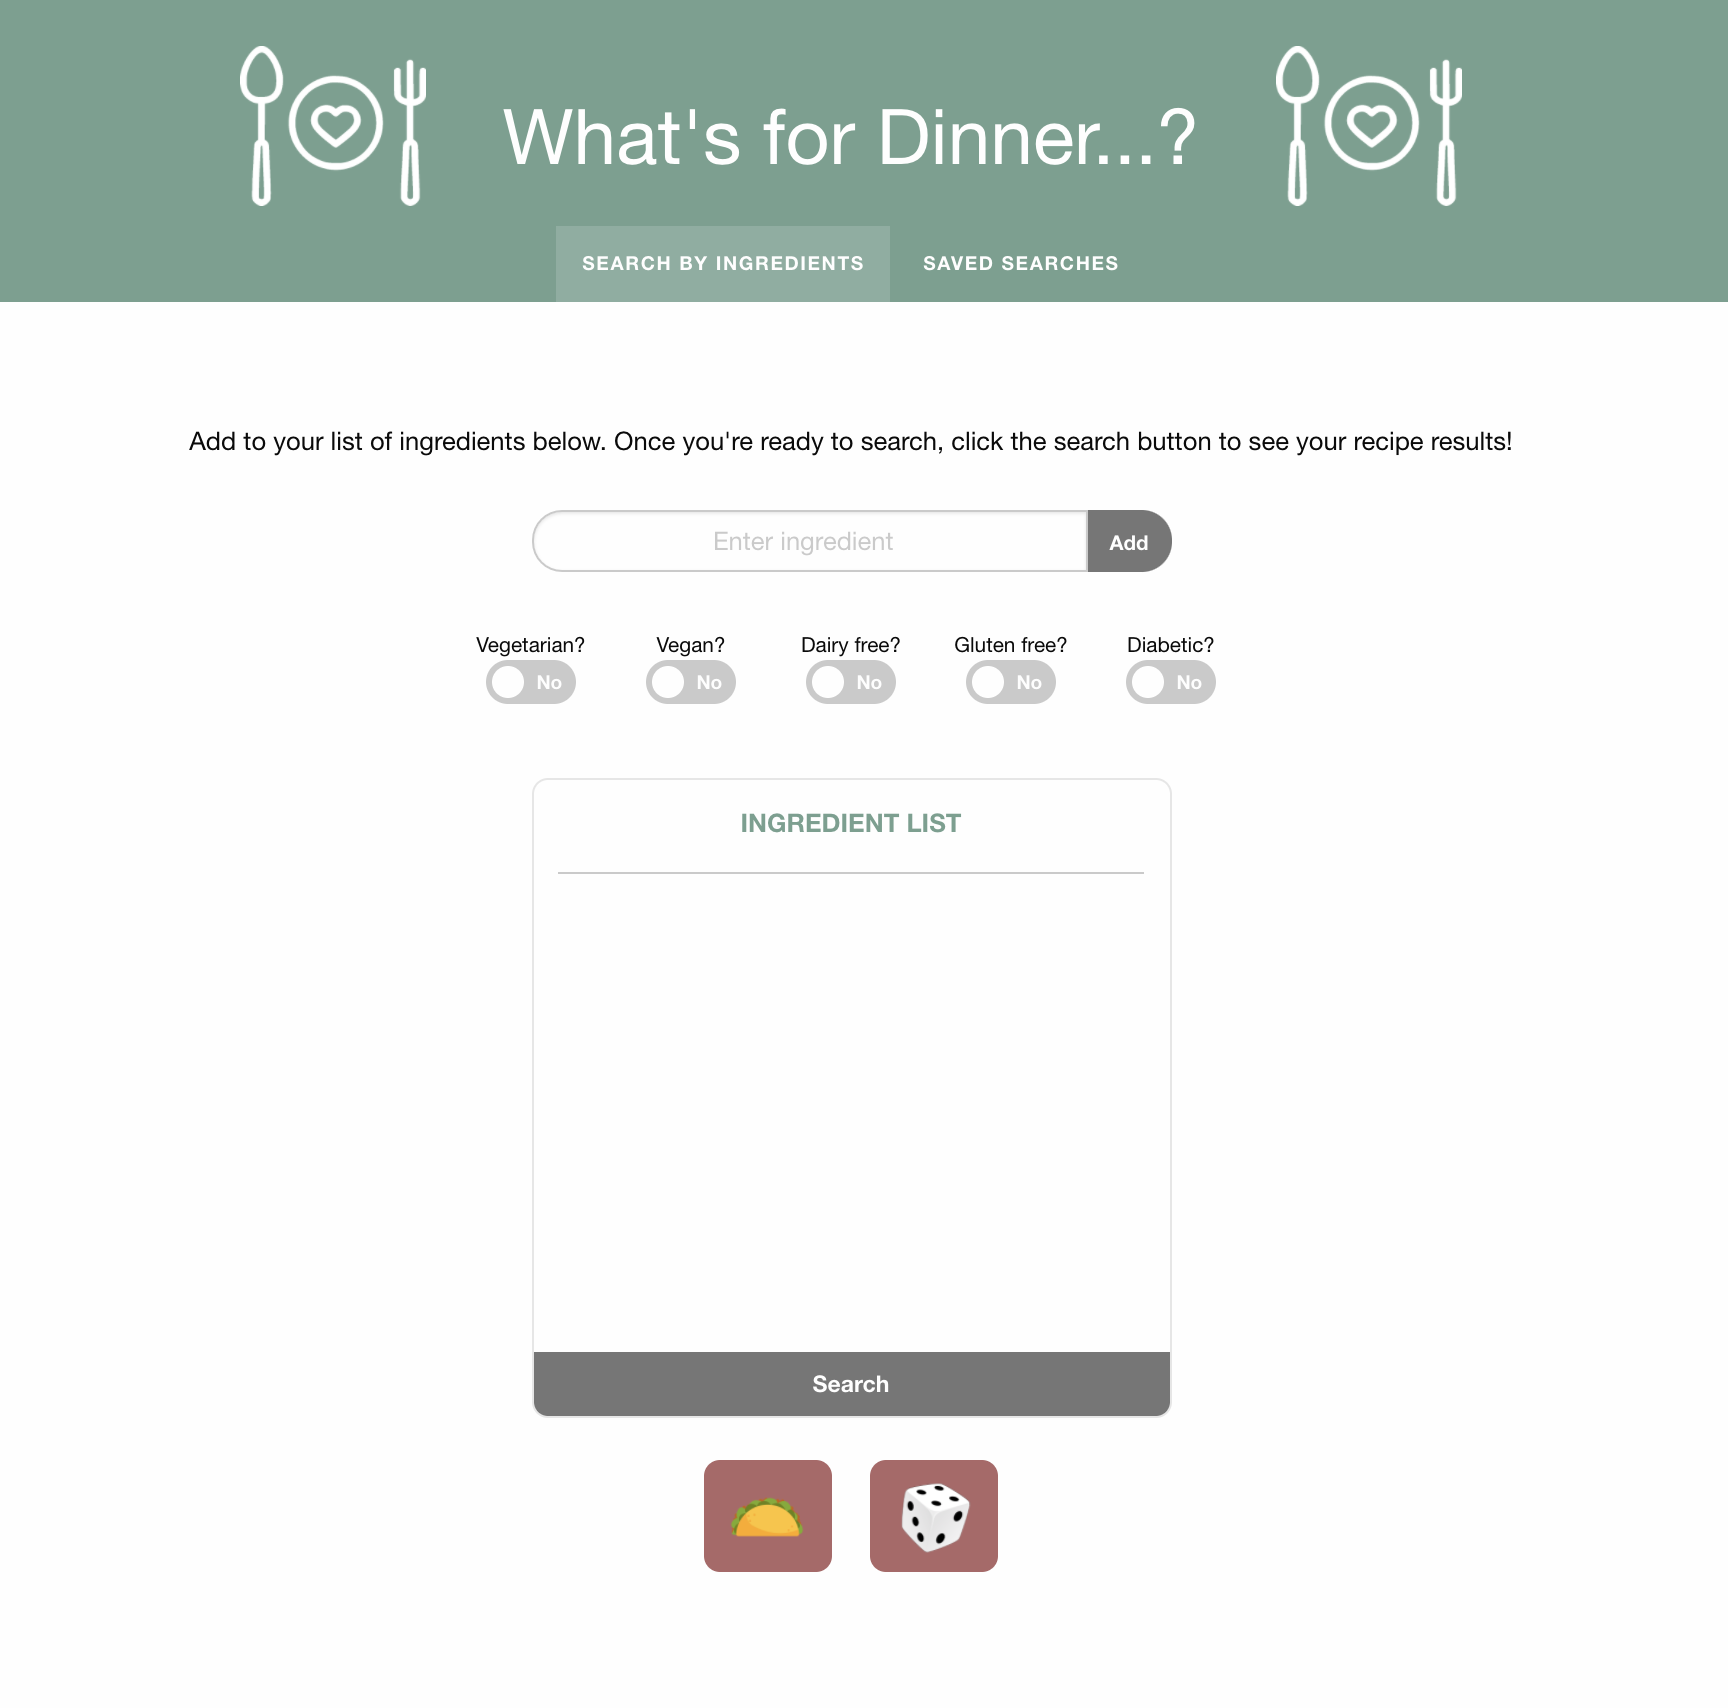 What's for Dinner...?
SEARCH BY INGREDIENTS SAVED SEARCHES
Add to your list of ingredients below. Once you're ready to search, click the search button to see your recipe results!
Enter ingredient Add
Vegetarian? Vegan? Dairy free? Gluten free? Diabetic?
No No No No No
INGREDIENT LIST
Search